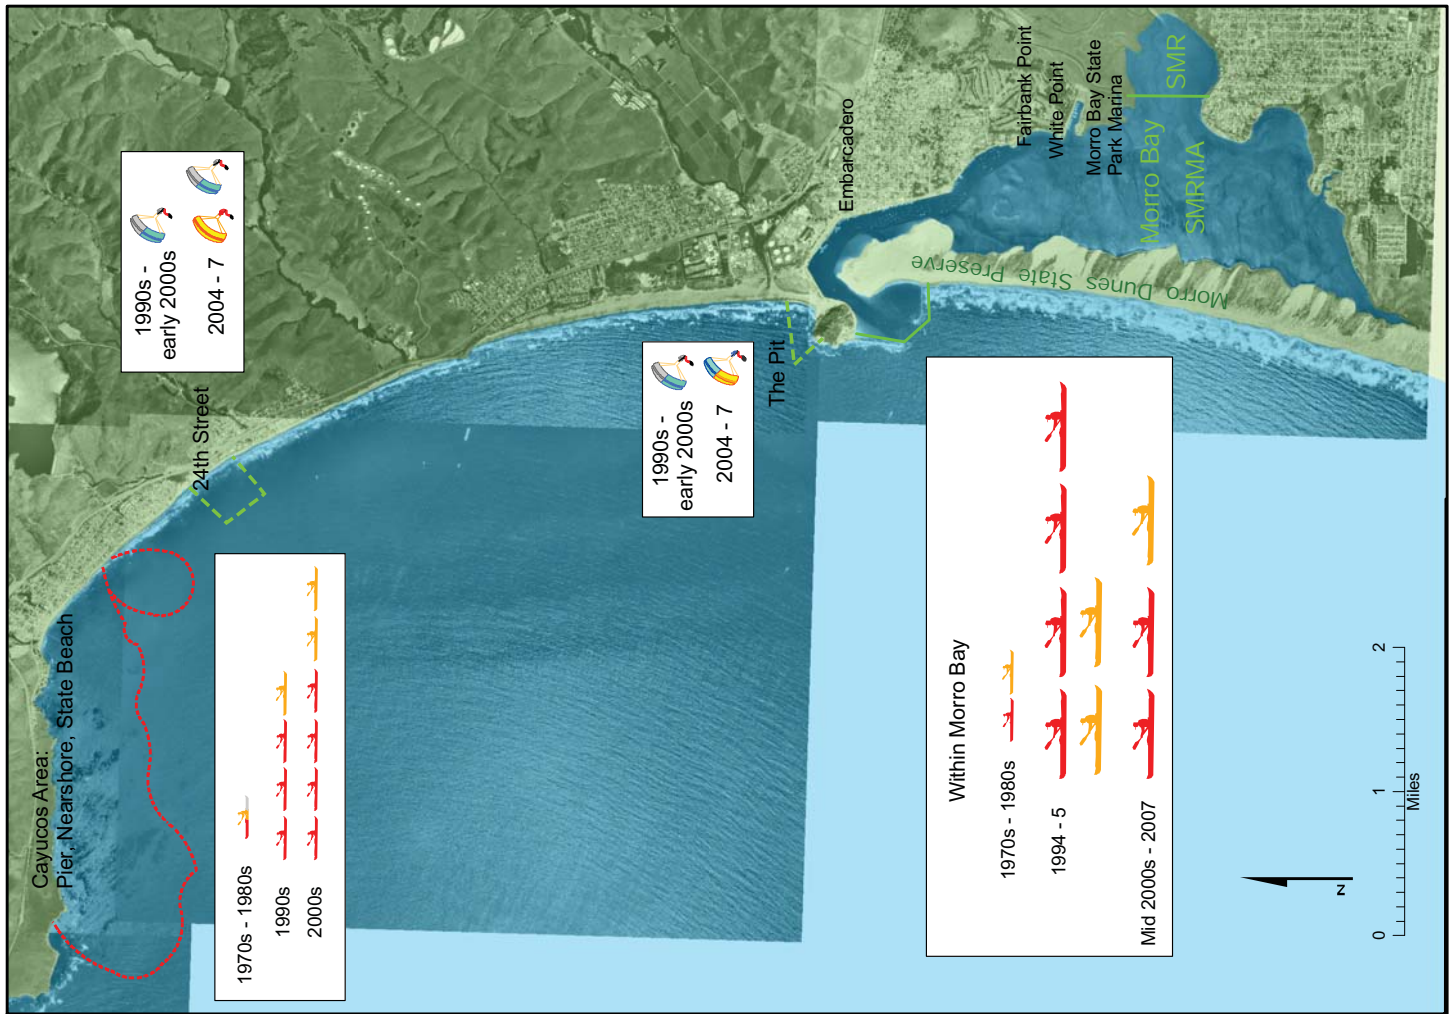 Cayucos Area:
Pier, Nearshore, State Beach
24th Street
1990s -
early 2000s
2004 - 7
1970s - 1980s
1990s
2000s
1990s -
early 2000s
2004 - 7
The Pit
Embarcadero
Fairbank Point
White Point
Morro Bay State
Park Marina
SMR
Morro Bay
SMRMA
Morro Dunes State Preserve
Within Morro Bay
1970s - 1980s
1994 - 5
Mid 2000s - 2007
0
1
2
Miles
N